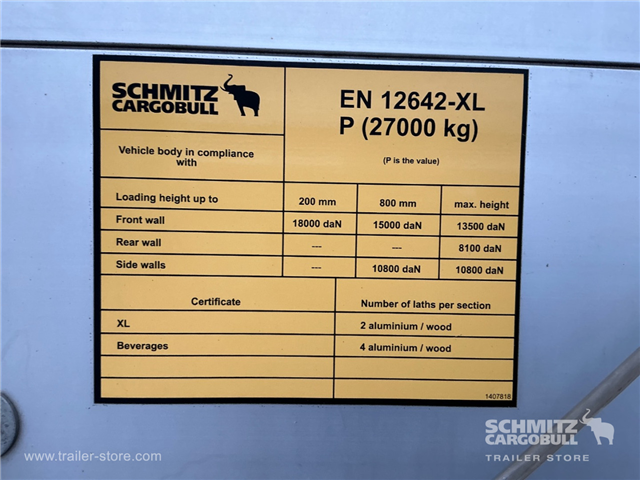 SCHMITZ
CARGOBULL
EN 12642-XL
P (27000 kg)
Vehicle body in compliance
with
(P is the value)
Loading height up to 200 mm 800 mm max. height
Front wall 18000 daN 15000 daN 13500 daN
Rear wall --- --- 8100 daN
Side walls --- 10800 daN 10800 daN
Certificate Number of laths per section
XL 2 aluminium / wood
Beverages 4 aluminium / wood
1407818
SCHMITZ
CARGOBULL
TRAILER STORE
www.trailer-store.com